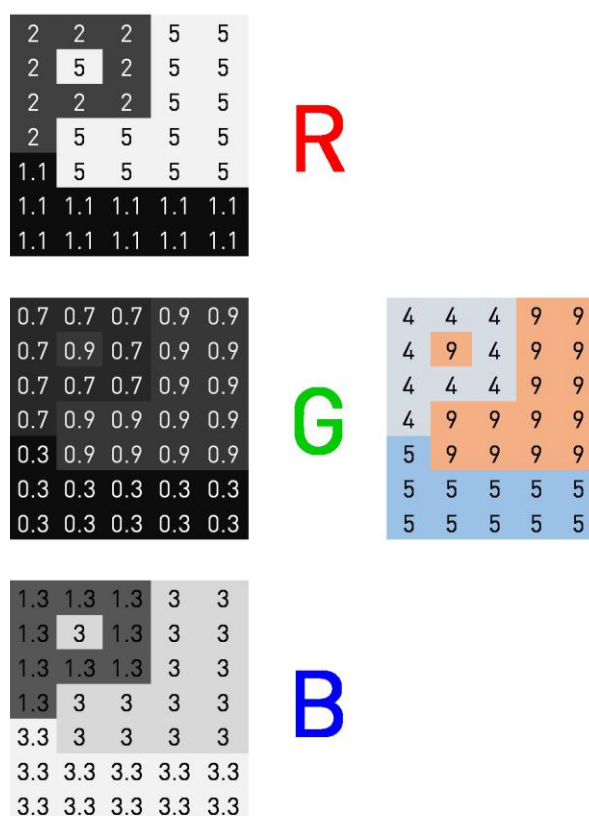 2 2 2 5 5
2 5 2 5 5
2 2 2 5 5
2 5 5 5 5
1.1 5 5 5 5
1.1 1.1 1.1 1.1 1.1
1.1 1.1 1.1 1.1 1.1
R
0.7 0.7 0.7 0.9 0.9
0.7 0.9 0.7 0.9 0.9
0.7 0.7 0.7 0.9 0.9
0.7 0.9 0.9 0.9 0.9
0.3 0.9 0.9 0.9 0.9
0.3 0.3 0.3 0.3 0.3
0.3 0.3 0.3 0.3 0.3
G
4 4 4 9 9
4 9 4 9 9
4 4 4 9 9
4 9 9 9 9
5 9 9 9 9
5 5 5 5 5
5 5 5 5 5
1.3 1.3 1.3 3 3
1.3 3 1.3 3 3
1.3 1.3 1.3 3 3
1.3 3 3 3 3
3.3 3 3 3 3
3.3 3.3 3.3 3.3 3.3
3.3 3.3 3.3 3.3 3.3
B